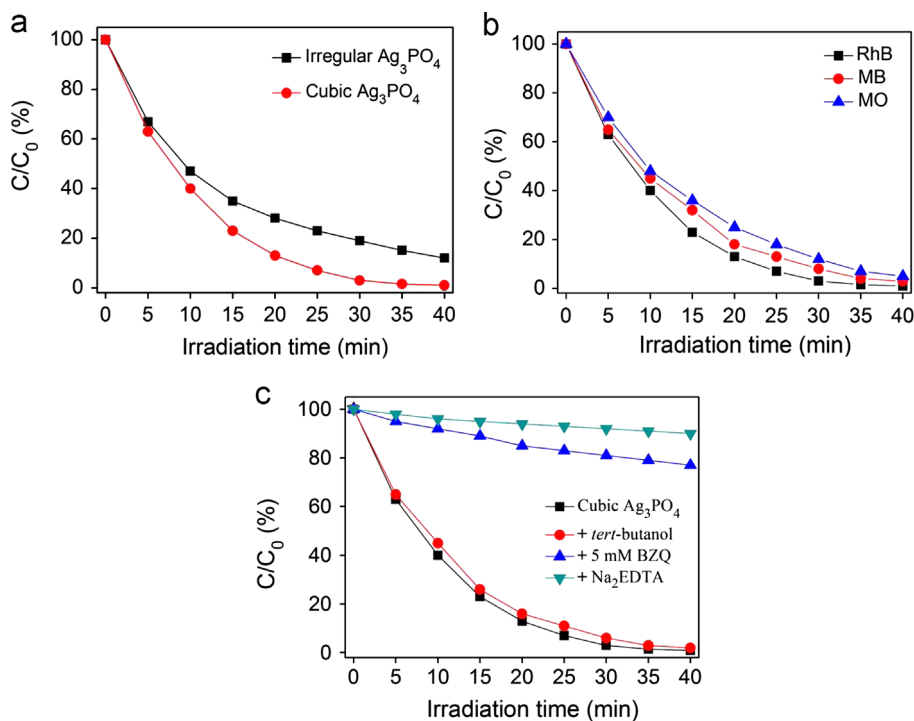 a
100
80
60
40
20
0
C/C0 (%)
Irregular Ag3PO4
Cubic Ag3PO4
0 5 10 15 20 25 30 35 40
Irradiation time (min)
b
100
80
60
40
20
0
C/C0 (%)
RhB
MB
MO
0 5 10 15 20 25 30 35 40
Irradiation time (min)
c
100
80
60
40
20
0
C/C0 (%)
Cubic Ag3PO4
+ tert-butanol
+ 5 mM BZQ
+ Na2EDTA
0 5 10 15 20 25 30 35 40
Irradiation time (min)